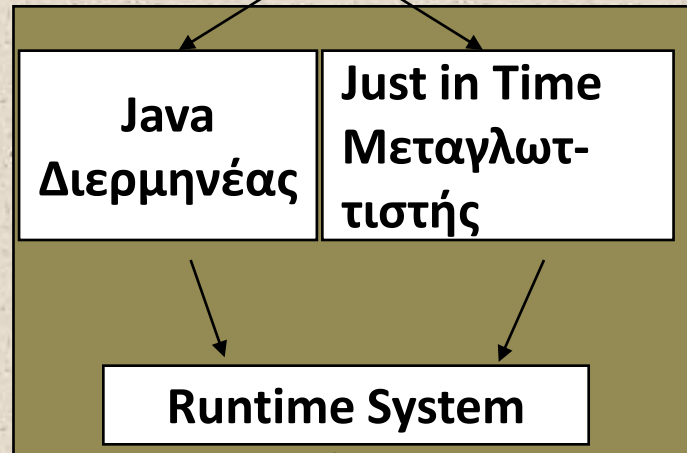 Java
Διερμηνέας
Just in Time
Μεταγλωτ-
τιστής
Runtime System